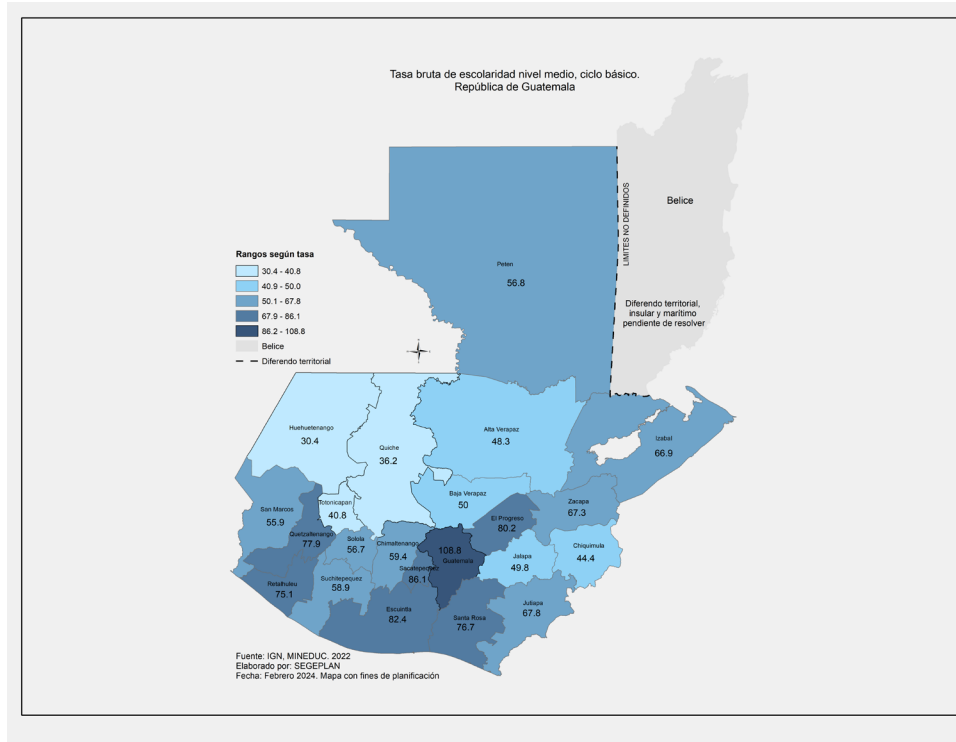 Tasa bruta de escolaridad nivel medio, ciclo básico.
República de Guatemala
LIMITES NO DEFINIDOS
Belice
Diferendo territorial,
insular y marítimo
pendiente de resolver
Peten
56.8
Rangos según tasa
30.4 - 40.8
40.9 - 50.0
50.1 - 67.8
67.9 - 86.1
86.2 - 108.8
Belice
Diferendo territorial
Huehuetenango
30.4
Quiche
36.2
Alta Verapaz
48.3
Izabal
66.9
Baja Verapaz
50
Zacapa
67.3
Totonicapan
40.8
San Marcos
55.9
El Progreso
80.2
Quetzaltenango
77.9
Solola
56.7
Chimaltenango
59.4
108.8
Guatemala
Jalapa
49.8
Chiquimula
44.4
Sacatepequez
86.1
Retalhuleu
75.1
Suchitepequez
58.9
Escuintla
82.4
Santa Rosa
76.7
Jutiapa
67.8
Fuente: IGN, MINEDUC. 2022
Elaborado por: SEGEPLAN
Fecha: Febrero 2024. Mapa con fines de planificación